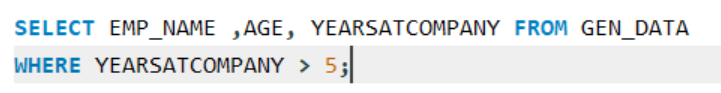 SELECT EMP_NAME ,AGE, YEARSATCOMPANY FROM GEN_DATA
WHERE YEARSATCOMPANY > 5;